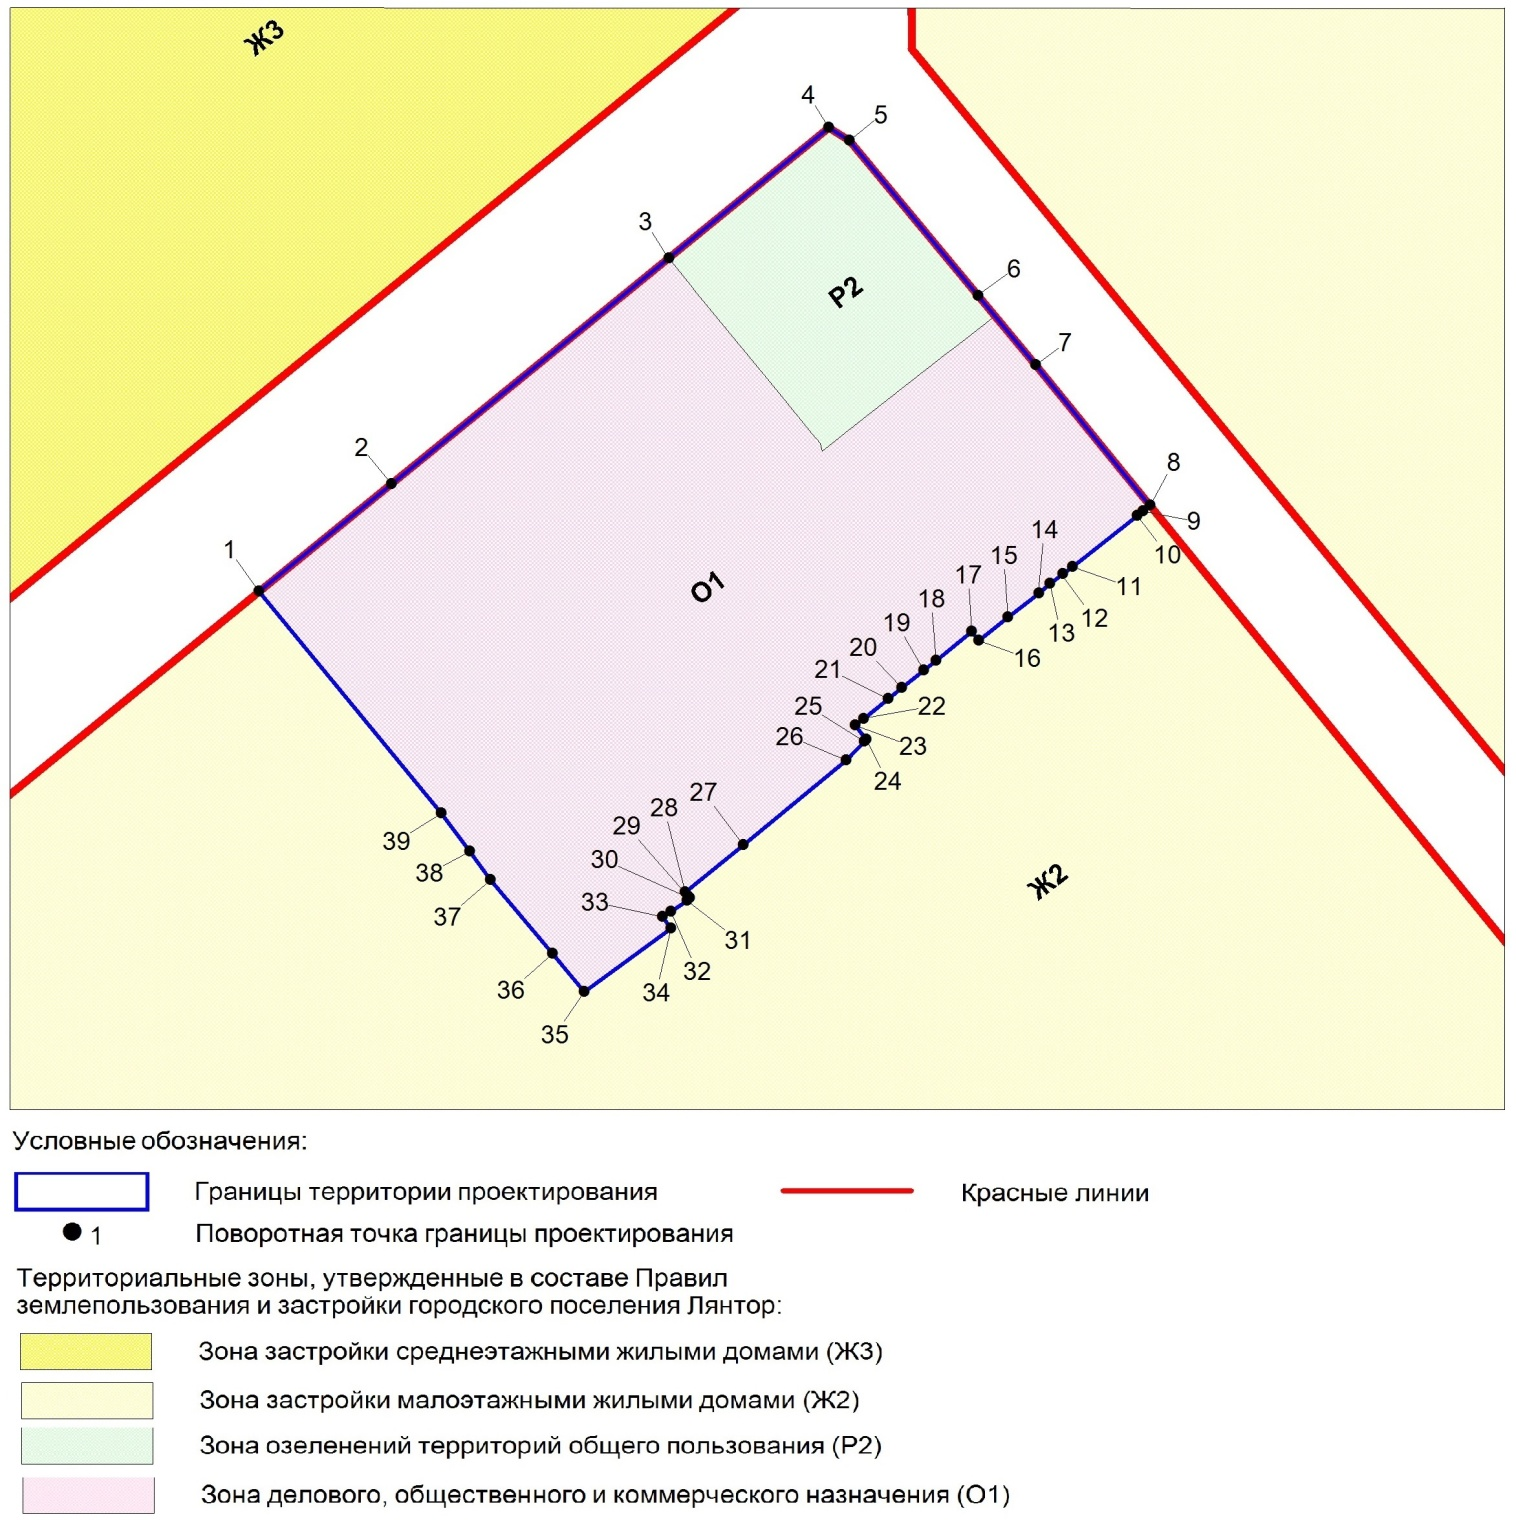 Ж3
4
5
3
6
Р2
7
2
8
9
1
14
10
15
О1
17
11
18
12
19
13
20
16
21
25
22
26
23
24
27
28
29
39
30
38
Ж2
33
37
31
32
36
34
35
Условные обозначения:
Границы территории проектирования
Красные линии
1
Поворотная точка границы проектирования
Территориальные зоны, утвержденные в составе Правил
землепользования и застройки городского поселения Лянтор:
Зона застройки среднеэтажными жилыми домами (Ж3)
Зона застройки малоэтажными жилыми домами (Ж2)
Зона озеленений территорий общего пользования (Р2)
Зона делового, общественного и коммерческого назначения (О1)